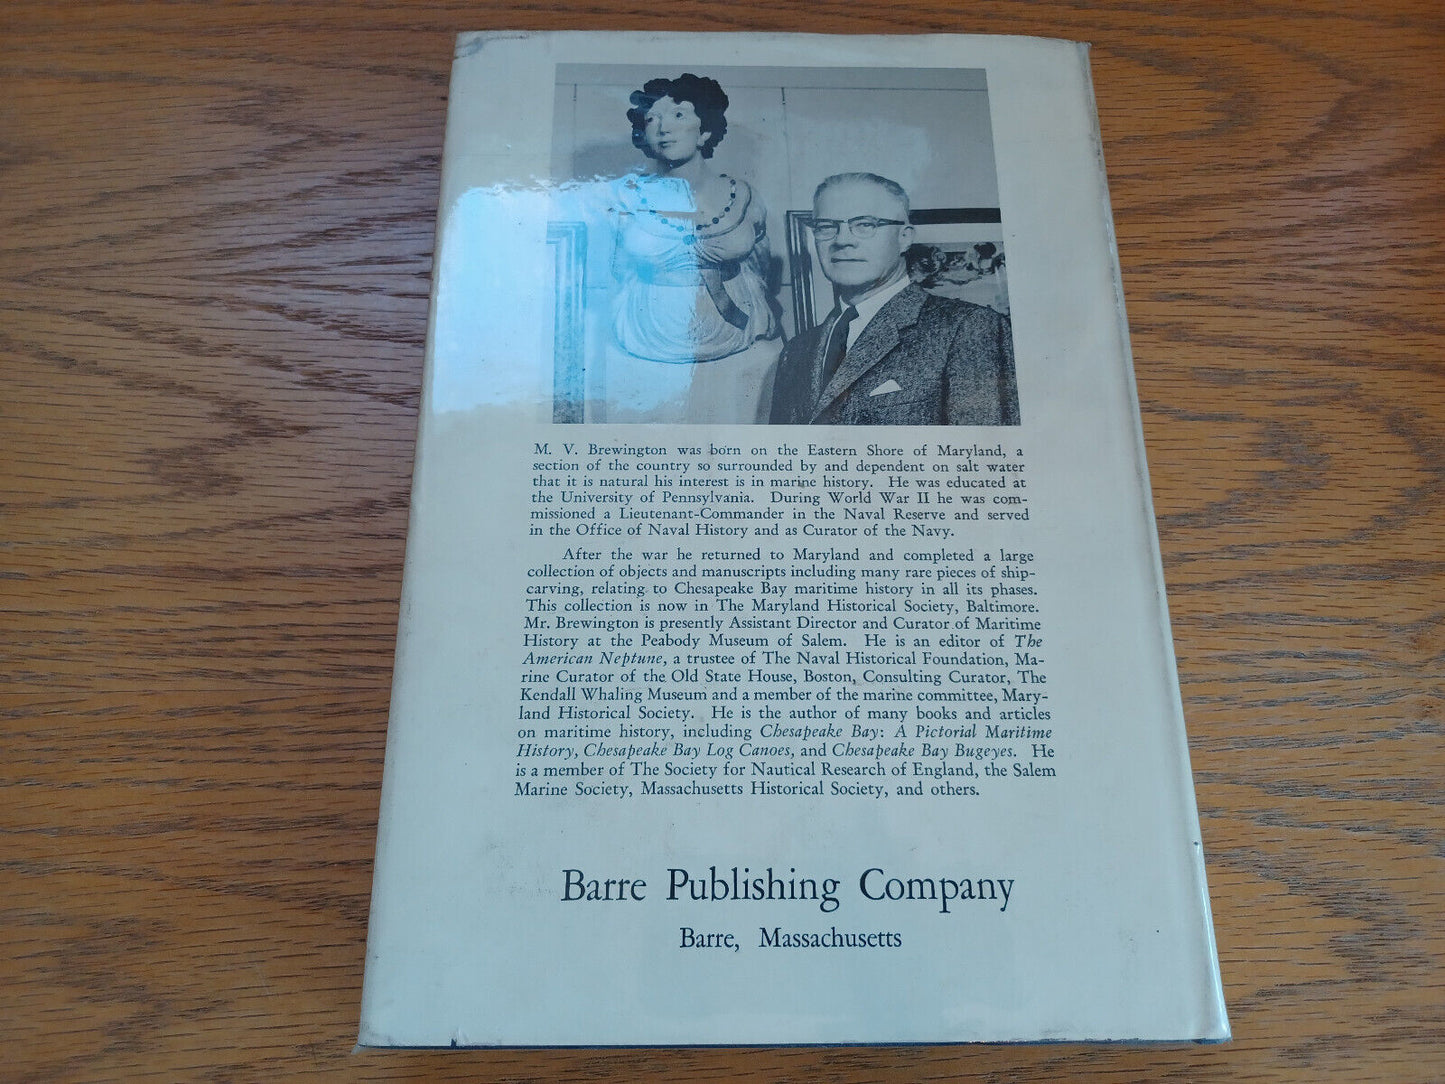 M. V. Brewington was born on the Eastern Shore of Maryland, a
section of the country so surrounded by and dependent on salt water
that it is natural his interest is in marine history. He was educated at
the University of Pennsylvania. During World War II he was com-
missioned a Lieutenant-Commander in the Naval Reserve and served
in the Office of Naval History and as Curator of the Navy.
After the war he returned to Maryland and completed a large
collection of objects and manuscripts including many rare pieces of ship-
carving, relating to Chesapeake Bay maritime history in all its phases.
This collection is now in The Maryland Historical Society, Baltimore.
Mr. Brewington is presently Assistant Director and Curator of Maritime
History at the Peabody Museum of Salem. He is an editor of The
American Neptune, a trustee of The Naval Historical Foundation, Ma-
rine Curator of the Old State House, Boston, Consulting Curator, The
Kendall Whaling Museum and a member of the marine committee, Mary-
land Historical Society. He is the author of many books and articles
on maritime history, including Chesapeake Bay: A Pictorial Maritime
History, Chesapeake Bay Log Canoes, and Chesapeake Bay Bugeyes. He
is a member of The Society for Nautical Research of England, the Salem
Marine Society, Massachusetts Historical Society, and others.
Barre Publishing Company
Barre, Massachusetts